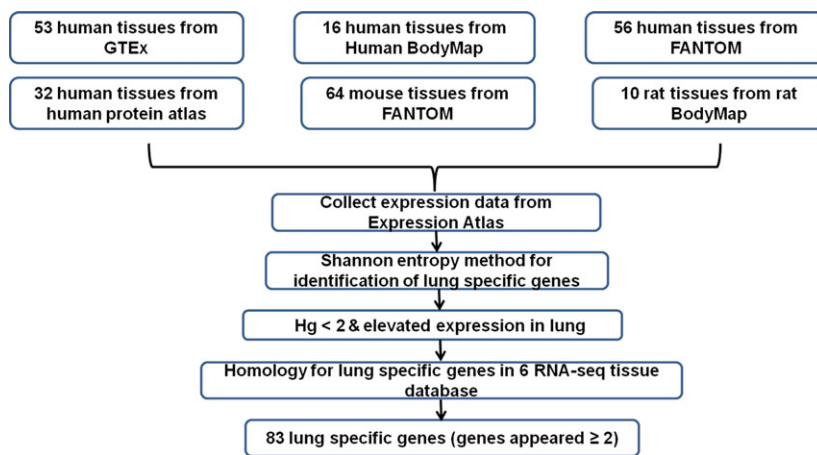 53 human tissues from
GTEx
16 human tissues from
Human BodyMap
56 human tissues from
FANTOM
32 human tissues from
human protein atlas
64 mouse tissues from
FANTOM
10 rat tissues from rat
BodyMap
Collect expression data from
Expression Atlas
Shannon entropy method for
identification of lung specific genes
Hg < 2 & elevated expression in lung
Homology for lung specific genes in 6 RNA-seq tissue
database
83 lung specific genes (genes appeared ≥ 2)